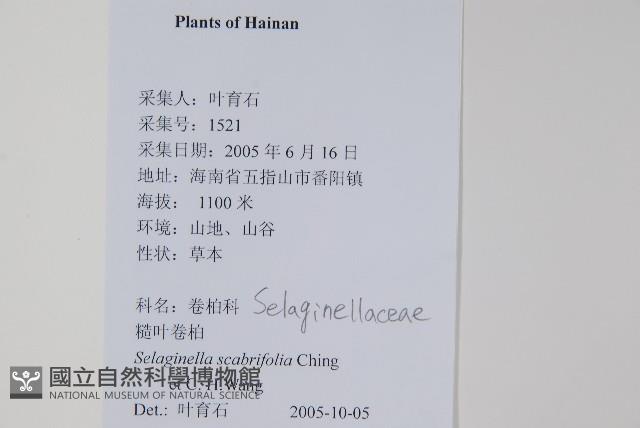 Plants of Hainan
采集人：叶育石
采集号：1521
采集日期：2005 年 6 月 16 日
地址：海南省五指山市番阳镇
海拔： 1100 米
环境：山地、山谷
性状：草本
科名：卷柏科 Selaginellaceae
糙叶卷柏
Selaginella scabrifolia Ching
et C. H.Wang
國立自然科學博物館
NATIONAL MUSEUM OF NATURAL SCIENCE
Det.: 叶育石 2005-10-05